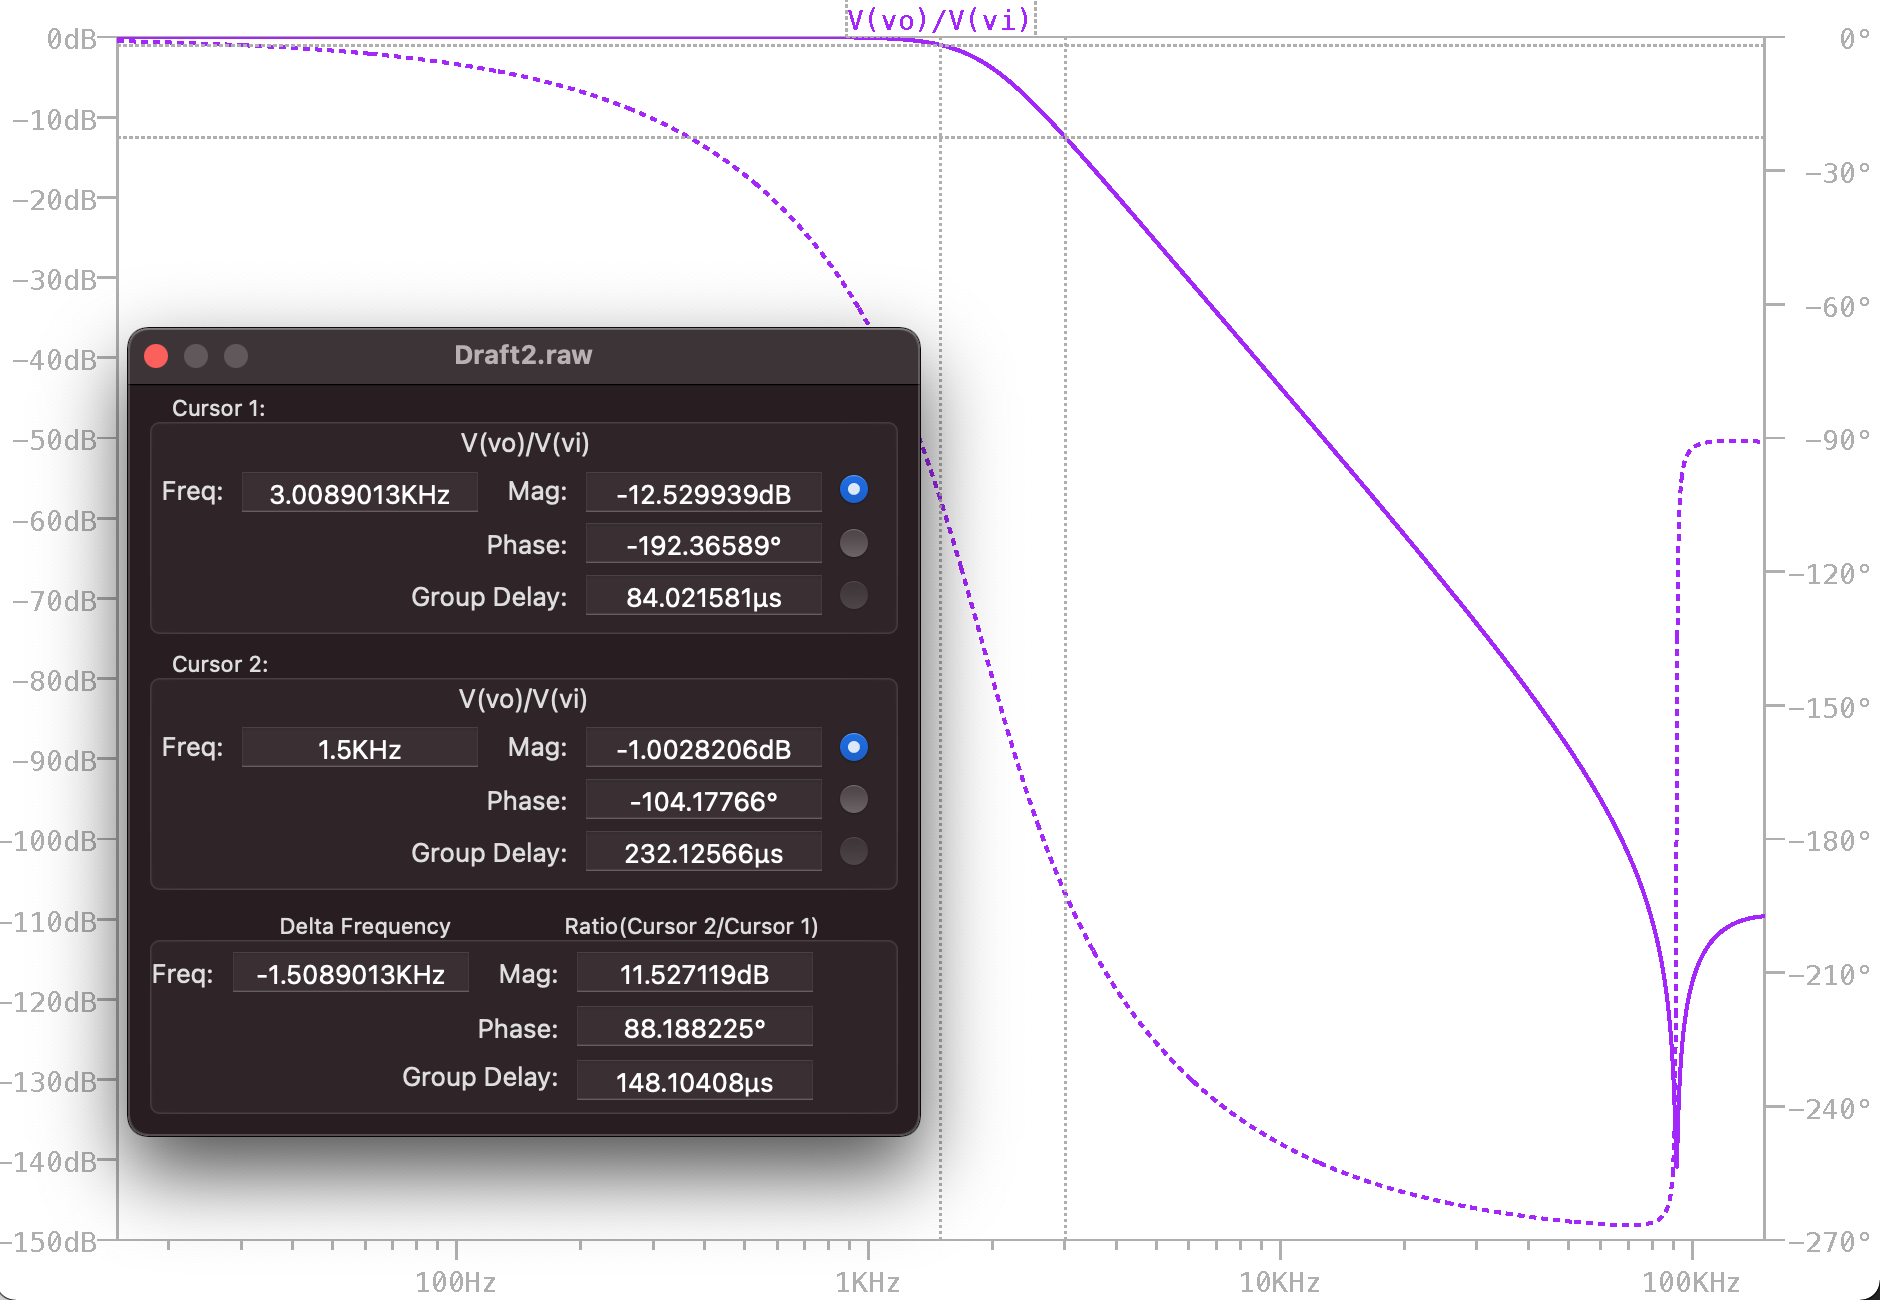 V(vo)/V(vi)
0dB
-10dB
-20dB
-30dB
-40dB
-50dB
-60dB
-70dB
-80dB
-90dB
-100dB
-110dB
-120dB
-130dB
-140dB
-150dB
0°
-30°
-60°
-90°
-120°
-150°
-180°
-210°
-240°
-270°
100Hz
1KHz
10KHz
100KHz
Draft2.raw
Cursor 1:
V(vo)/V(vi)
Freq: 3.0089013KHz Mag: -12.529939dB
Phase: -192.36589°
Group Delay: 84.021581µs
Cursor 2:
V(vo)/V(vi)
Freq: 1.5KHz Mag: -1.0028206dB
Phase: -104.17766°
Group Delay: 232.12566µs
Delta Frequency Ratio(Cursor 2/Cursor 1)
Freq: -1.5089013KHz Mag: 11.527119dB
Phase: 88.188225°
Group Delay: 148.10408µs